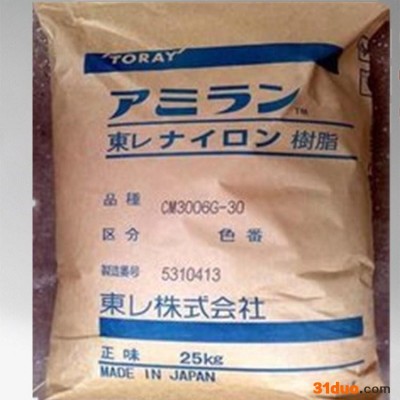 'TORAY'
アミラン™
東レ ナイロン 樹脂
品種 CM3006G-30
区分 色番
製造番号 5310413
東レ株式会社
正味 25kg
MADE IN JAPAN
31duo.com